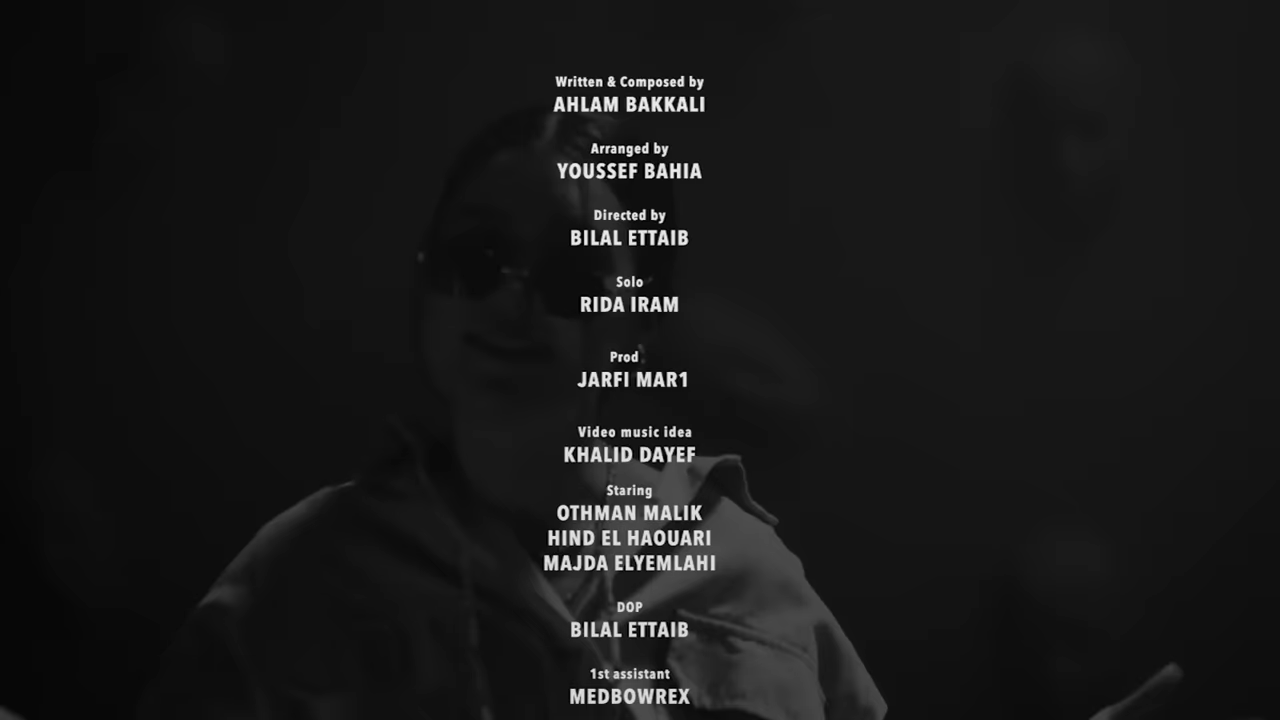 Written & Composed by
AHLAM BAKKALI
Arranged by
YOUSSEF BAHIA
Directed by
BILAL ETTAIB
Solo
RIDA IRAM
Prod
JARFI MAR1
Video music idea
KHALID DAYEF
Staring
OTHMAN MALIK
HIND EL HAOUARI
MAJDA ELYEMLAHI
DOP
BILAL ETTAIB
1st assistant
MEDBOWREX